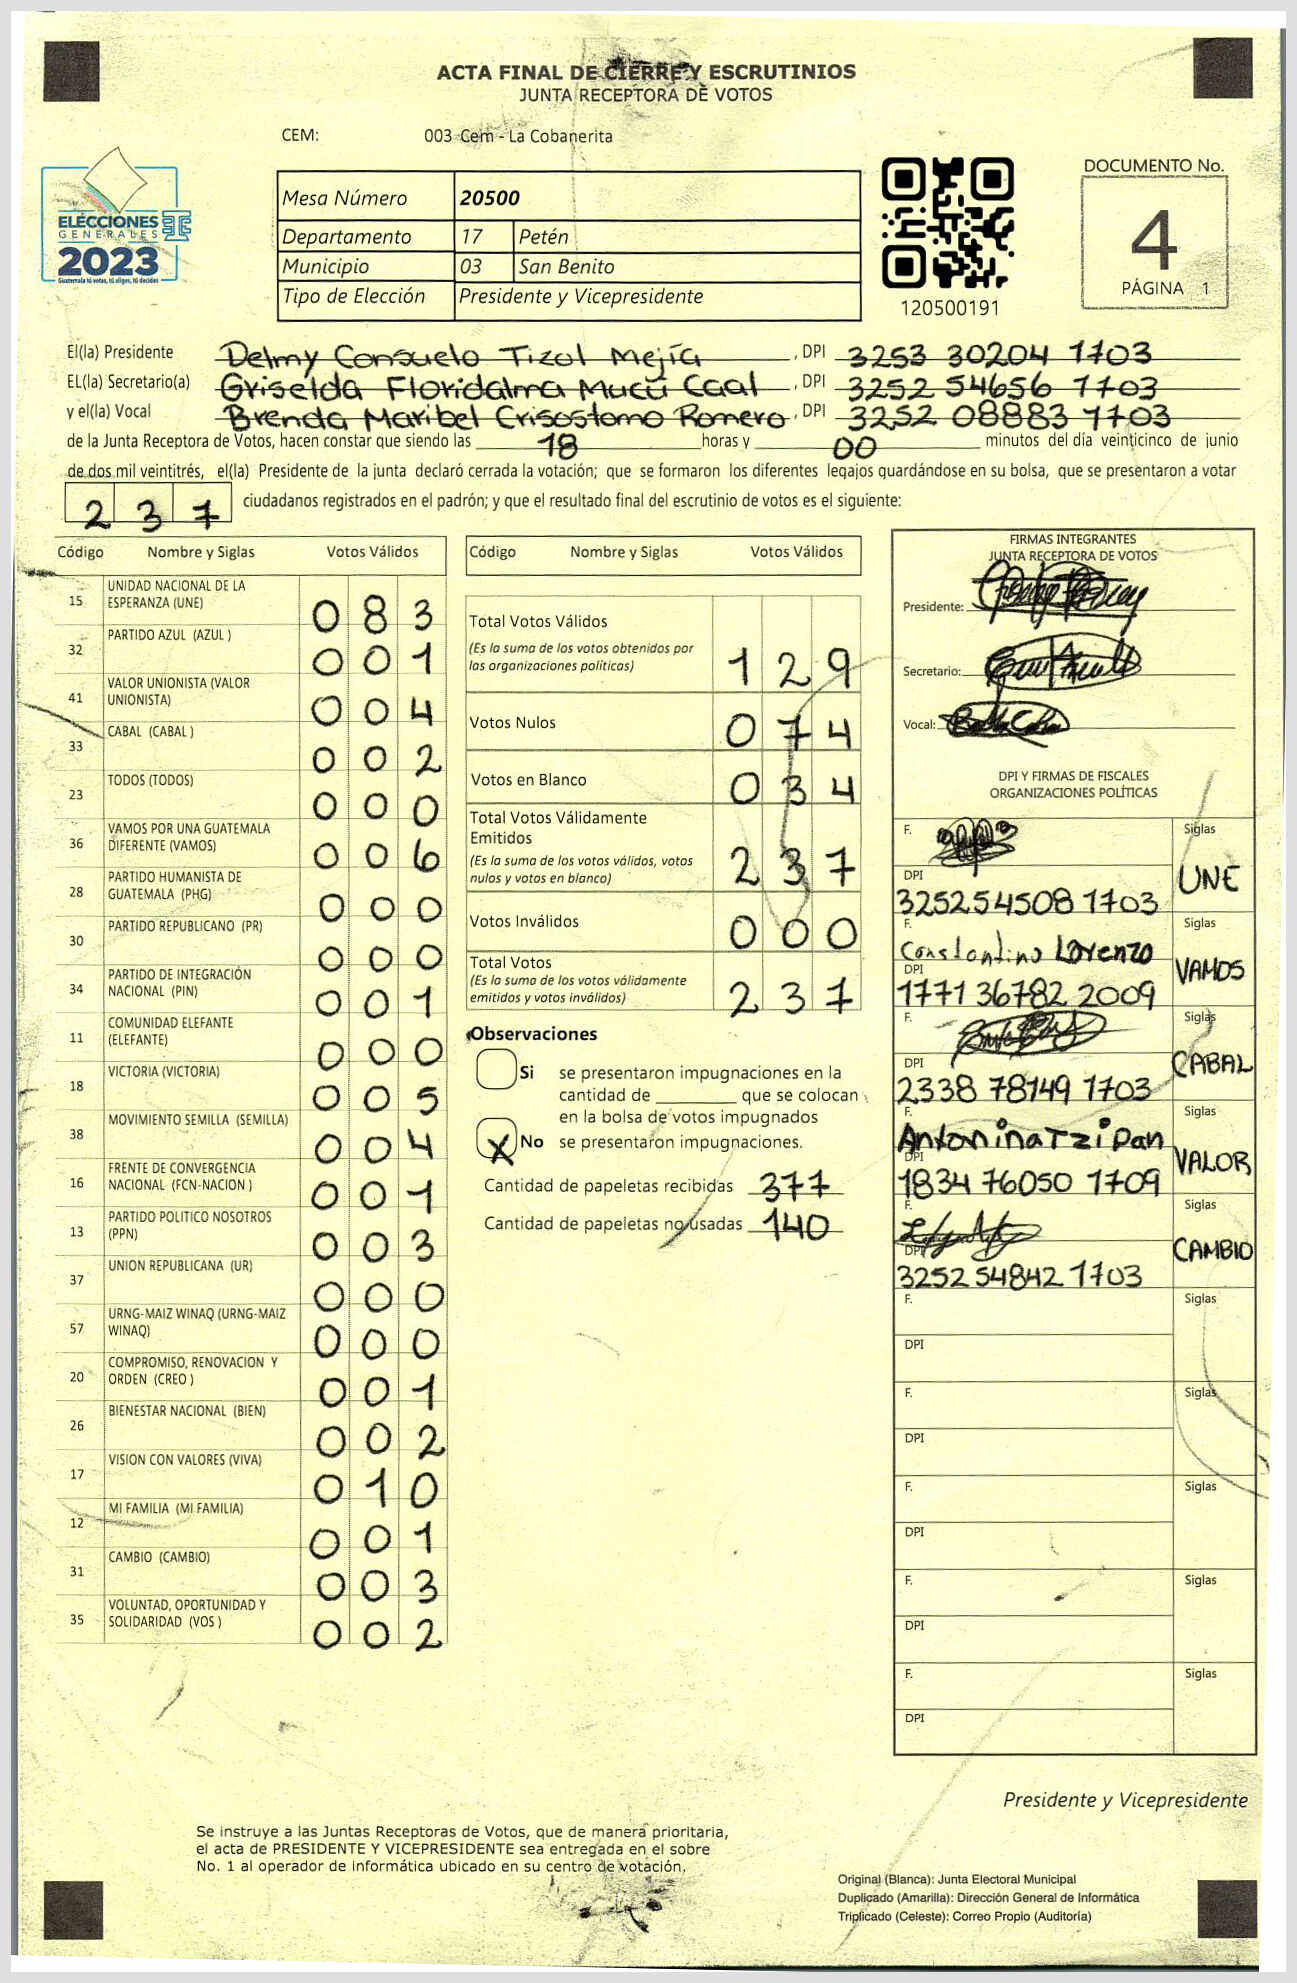 ACTA FINAL DE CIERRE Y ESCRUTINIOS
JUNTA RECEPTORA DE VOTOS
CEM: 003 Cem - La Cobanerita
ELECCIONES
GENERALES
2023
Guatemala tú votas, tú eliges, tú decides
Mesa Número 20500
Departamento 17 Petén
Municipio 03 San Benito
Tipo de Elección Presidente y Vicepresidente
120500191
DOCUMENTO No.
4
PÁGINA 1
El(la) Presidente Delmy Consuelo Tizol Mejía, DPI 3253 30204 1703
EL(la) Secretario(a) Griselda Floridalma Mucú Caal, DPI 3252 54656 1703
y el(la) Vocal Brenda Maribel Crisostomo Romero, DPI 3252 08883 1703
de la Junta Receptora de Votos, hacen constar que siendo las 18 horas y 00 minutos del día veinticinco de junio
de dos mil veintitrés, el(la) Presidente de la junta declaró cerrada la votación; que se formaron los diferentes legajos guardándose en su bolsa, que se presentaron a votar
2 3 7 ciudadanos registrados en el padrón; y que el resultado final del escrutinio de votos es el siguiente:
Código Nombre y Siglas Votos Válidos
15 UNIDAD NACIONAL DE LA ESPERANZA (UNE) 0 8 3
32 PARTIDO AZUL (AZUL ) 0 0 1
41 VALOR UNIONISTA (VALOR UNIONISTA) 0 0 4
33 CABAL (CABAL ) 0 0 2
23 TODOS (TODOS) 0 0 0
36 VAMOS POR UNA GUATEMALA DIFERENTE (VAMOS) 0 0 6
28 PARTIDO HUMANISTA DE GUATEMALA (PHG) 0 0 0
30 PARTIDO REPUBLICANO (PR) 0 0 0
34 PARTIDO DE INTEGRACIÓN NACIONAL (PIN) 0 0 1
11 COMUNIDAD ELEFANTE (ELEFANTE) 0 0 0
18 VICTORIA (VICTORIA) 0 0 5
38 MOVIMIENTO SEMILLA (SEMILLA) 0 0 4
16 FRENTE DE CONVERGENCIA NACIONAL (FCN-NACION ) 0 0 1
13 PARTIDO POLITICO NOSOTROS (PPN) 0 0 3
37 UNION REPUBLICANA (UR) 0 0 0
57 URNG-MAIZ WINAQ (URNG-MAIZ WINAQ) 0 0 0
20 COMPROMISO, RENOVACION Y ORDEN (CREO ) 0 0 1
26 BIENESTAR NACIONAL (BIEN) 0 0 2
17 VISION CON VALORES (VIVA) 0 1 0
12 MI FAMILIA (MI FAMILIA) 0 0 1
31 CAMBIO (CAMBIO) 0 0 3
35 VOLUNTAD, OPORTUNIDAD Y SOLIDARIDAD (VOS ) 0 0 2
Código Nombre y Siglas Votos Válidos
Total Votos Válidos
(Es la suma de los votos obtenidos por
las organizaciones políticas) 1 2 9
Votos Nulos 0 7 4
Votos en Blanco 0 3 4
Total Votos Válidamente
Emitidos
(Es la suma de los votos válidos, votos
nulos y votos en blanco) 2 3 7
Votos Inválidos 0 0 0
Total Votos
(Es la suma de los votos válidamente
emitidos y votos inválidos) 2 3 7
Observaciones
Si se presentaron impugnaciones en la
cantidad de ________ que se colocan
en la bolsa de votos impugnados
X No se presentaron impugnaciones.
Cantidad de papeletas recibidas 377
Cantidad de papeletas no usadas 140
FIRMAS INTEGRANTES
JUNTA RECEPTORA DE VOTOS
Presidente:
Secretario:
Vocal:
DPI Y FIRMAS DE FISCALES
ORGANIZACIONES POLÍTICAS
F. Siglas
DPI UNE
32525 4508 1703
F. Siglas
Constantino Lorenzo
DPI VAMOS
1771 36782 2009
F. Siglas
DPI CABAL
2338 78149 1703
F. Siglas
Antonina Tzi Pan
DPI VALOR
1834 76050 1709
F. Siglas
DPI CAMBIO
3252 54842 1703
F. Siglas
DPI
F. Siglas
DPI
F. Siglas
DPI
F. Siglas
DPI
F. Siglas
DPI
Presidente y Vicepresidente
Se instruye a las Juntas Receptoras de Votos, que de manera prioritaria,
el acta de PRESIDENTE Y VICEPRESIDENTE sea entregada en el sobre
No. 1 al operador de informática ubicado en su centro de votación.
Original (Blanca): Junta Electoral Municipal
Duplicado (Amarilla): Dirección General de Informática
Triplicado (Celeste): Correo Propio (Auditoría)